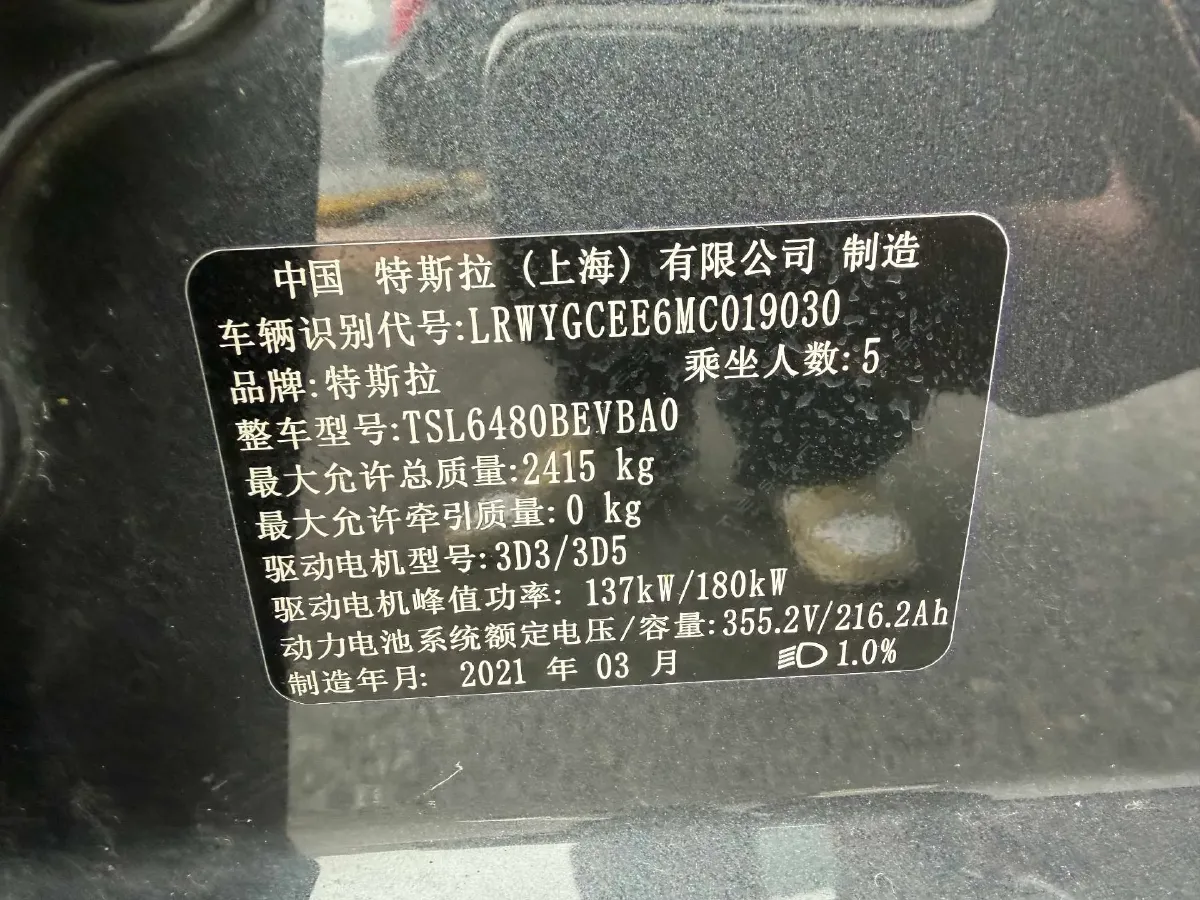 中国 特斯拉 (上海) 有限公司 制造
车辆识别代号:LRWYGCEE6MC019030
品牌:特斯拉 乘坐人数:5
整车型号:TSL6480BEVBA0
最大允许总质量:2415 kg
最大允许牵引质量:0 kg
驱动电机型号:3D3/3D5
驱动电机峰值功率: 137kW/180kW
动力电池系统额定电压/容量:355.2V/216.2Ah
制造年月: 2021 年 03 月 1.0%